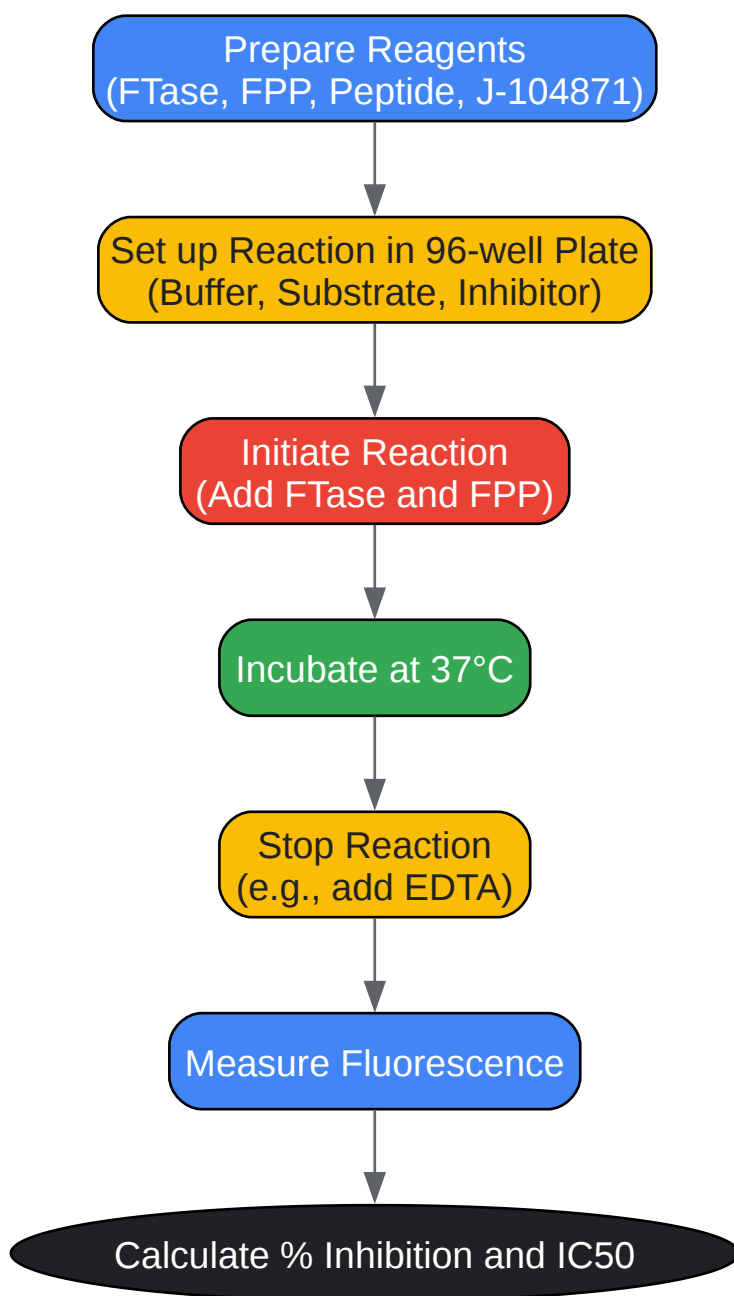 Prepare Reagents
(FTase, FPP, Peptide, J-104871)
Set up Reaction in 96-well Plate
(Buffer, Substrate, Inhibitor)
Initiate Reaction
(Add FTase and FPP)
Incubate at 37°C
Stop Reaction
(e.g., add EDTA)
Measure Fluorescence
Calculate % Inhibition and IC50